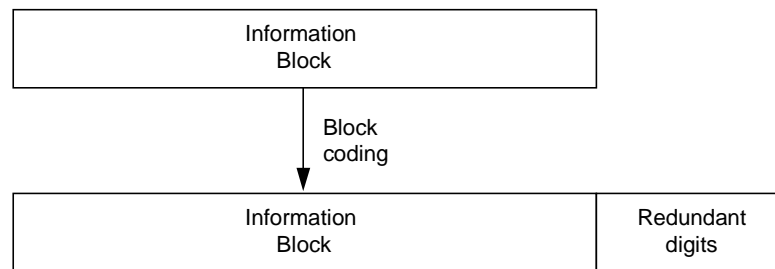 Information
Block
Block
coding
Information
Block
Redundant
digits